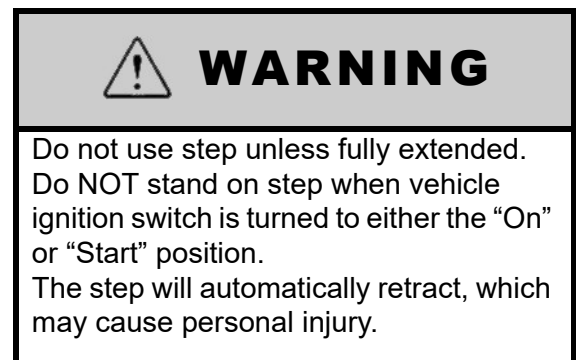 WARNING
Do not use step unless fully extended.
Do NOT stand on step when vehicle
ignition switch is turned to either the “On”
or “Start” position.
The step will automatically retract, which
may cause personal injury.